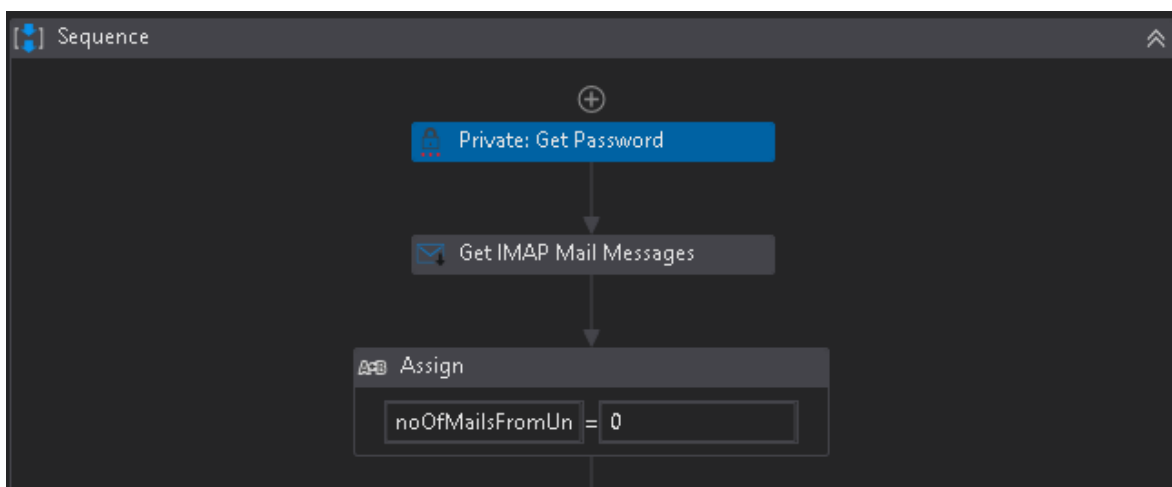 Sequence
Private: Get Password
Get IMAP Mail Messages
A=B Assign
noOfMailsFromUn = 0